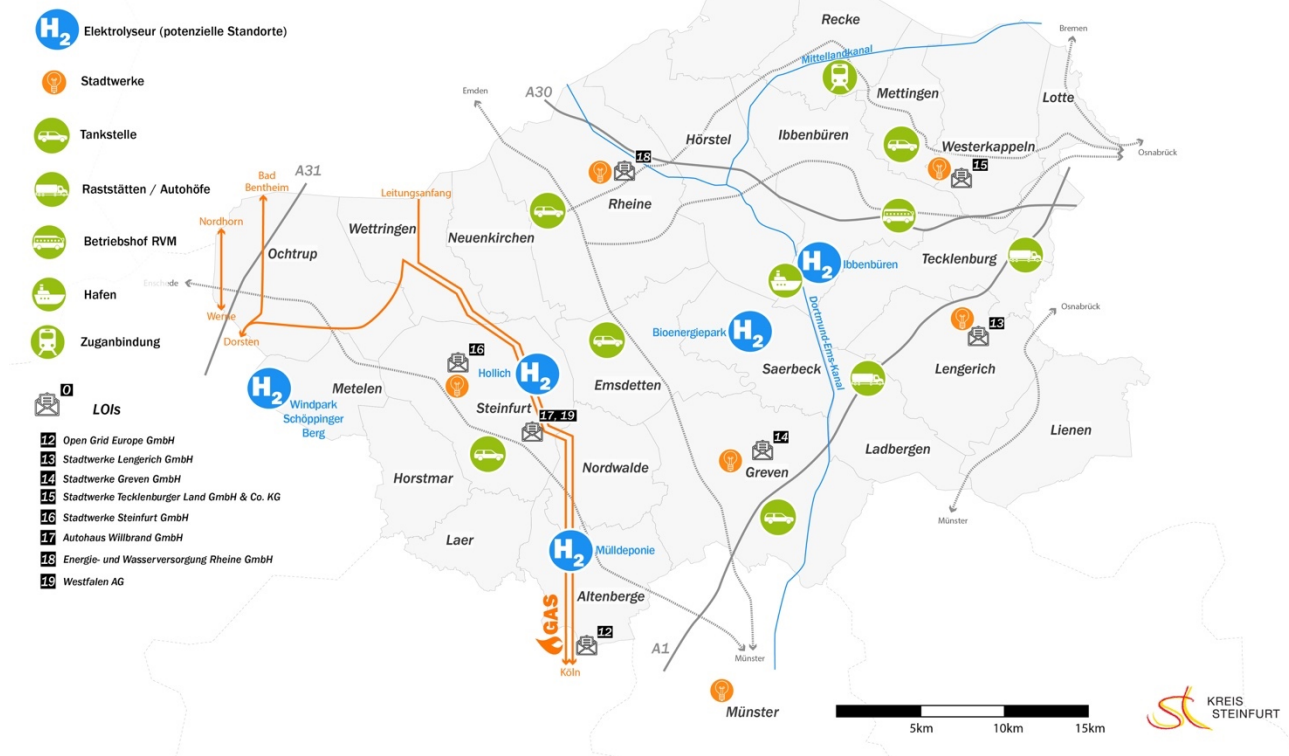 H2 Elektrolyseur (potenzielle Standorte)
Stadtwerke
Tankstelle
Raststätten / Autohöfe
Betriebshof RVM
Hafen
Zuganbindung
0
LOIs
12 Open Grid Europe GmbH
13 Stadtwerke Lengerich GmbH
14 Stadtwerke Greven GmbH
15 Stadtwerke Tecklenburger Land GmbH & Co. KG
16 Stadtwerke Steinfurt GmbH
17 Autohaus Willbrand GmbH
18 Energie- und Wasserversorgung Rheine GmbH
19 Westfalen AG
Recke
Bremen
Mittellandkanal
Mettingen
Lotte
Emden
A30
Hörstel
Ibbenbüren
Westerkappeln
Osnabrück
15
18
Rheine
A31
Bad
Bentheim
Leitungsanfang
Nordhorn
Wettringen
Neuenkirchen
Ochtrup
Enschede
Werne
Dorsten
H2
Ibbenbüren
Tecklenburg
Dortmund-Ems-Kanal
Osnabrück
13
Lengerich
Bioenergiepark
H2
Saerbeck
Emsdetten
16
Hollich
H2
Steinfurt
17, 19
Metelen
H2
Windpark
Schöppinger
Berg
Lienen
Ladbergen
14
Greven
Nordwalde
Horstmar
Münster
Laer
H2
Mülldeponie
Altenberge
GAS
12
Köln
A1
Münster
Münster
5km
10km
15km
KREIS
STEINFURT